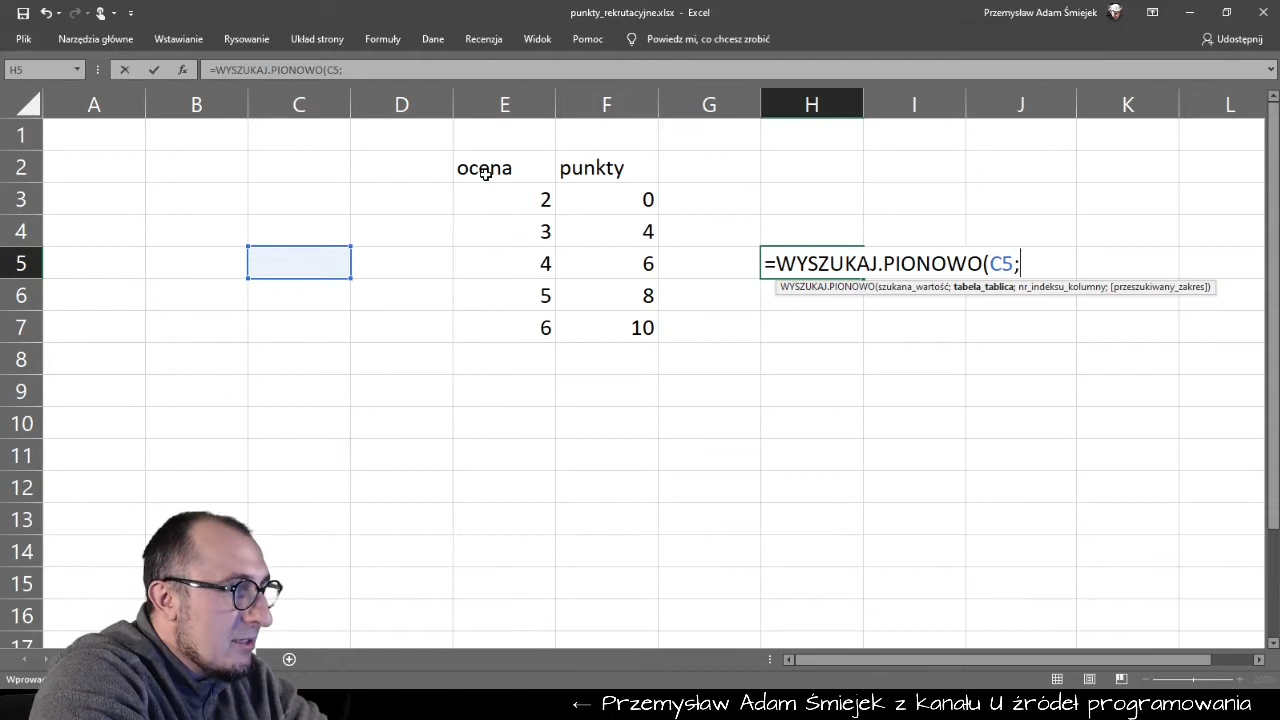 punkty_rekrutacyjne.xlsx - Excel
Przemysław Adam Śmiejek
Plik Narzędzia główne Wstawianie Rysowanie Układ strony Formuły Dane Recenzja Widok Pomoc Powiedz mi, co chcesz zrobić Udostępnij
H5 fx =WYSZUKAJ.PIONOWO(C5;
A B C D E F G H I J K L
1
2 ocena punkty
3 2 0
4 3 4
5 4 6 =WYSZUKAJ.PIONOWO(C5;
WYSZUKAJ.PIONOWO(szukana_wartość; tabela_tablica; nr_indeksu_kolumny; [przeszukiwany_zakres])
6 5 8
7 6 10
8
9
10
11
12
13
14
15
16
17
← Przemysław Adam Śmiejek z kanału U źródeł programowania